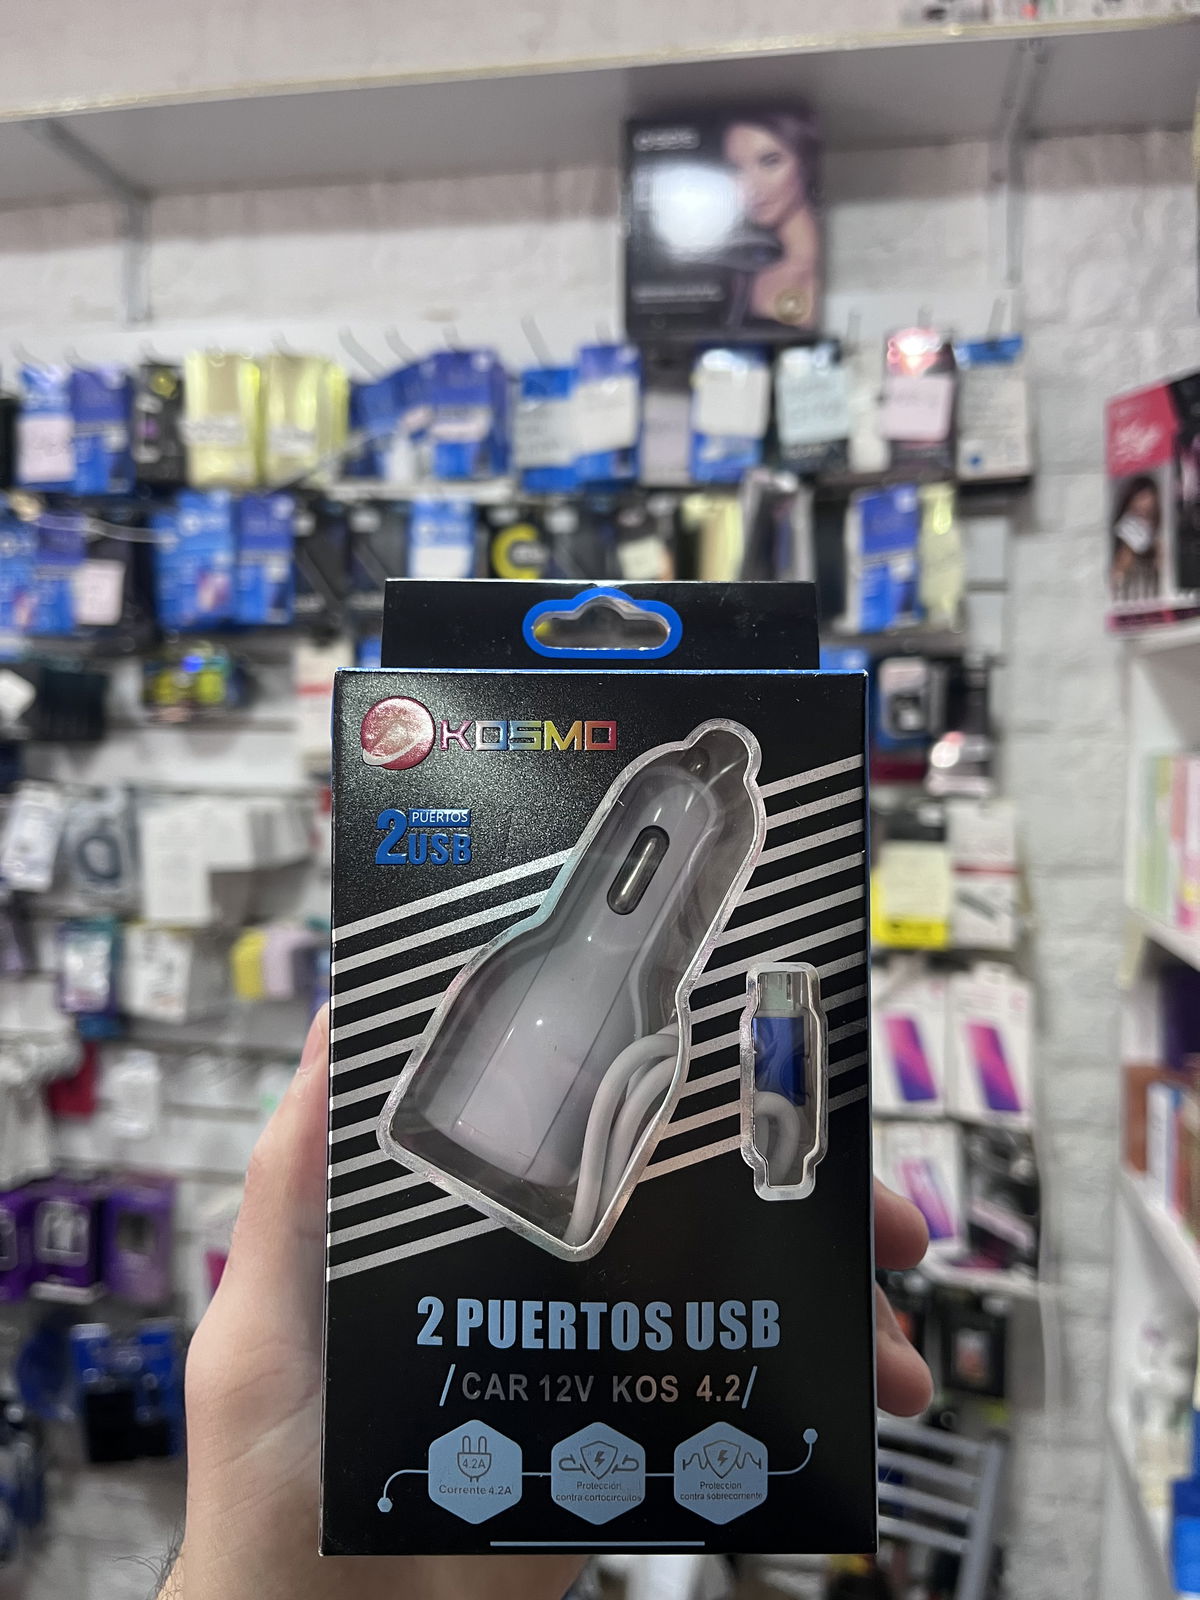 KOSMO
2 PUERTOS
USB
2 PUERTOS USB
/CAR 12V KOS 4.2/
4.2A
Corrente 4.2A
Protección
contra cortocircuitos
Proteccion
contra sobrecorriente